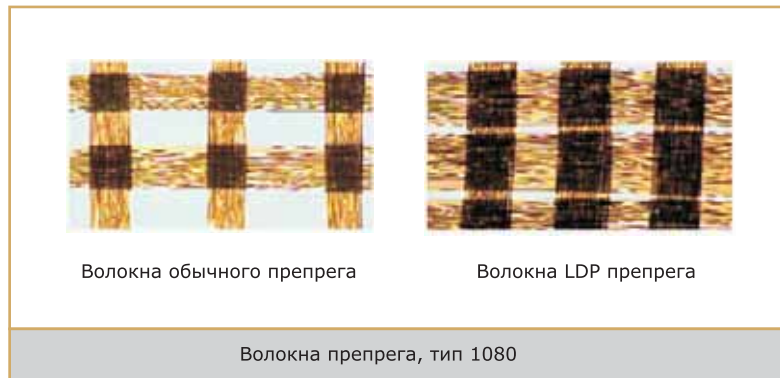 Волокна обычного препрега
Волокна LDP препрега
Волокна препрега, тип 1080